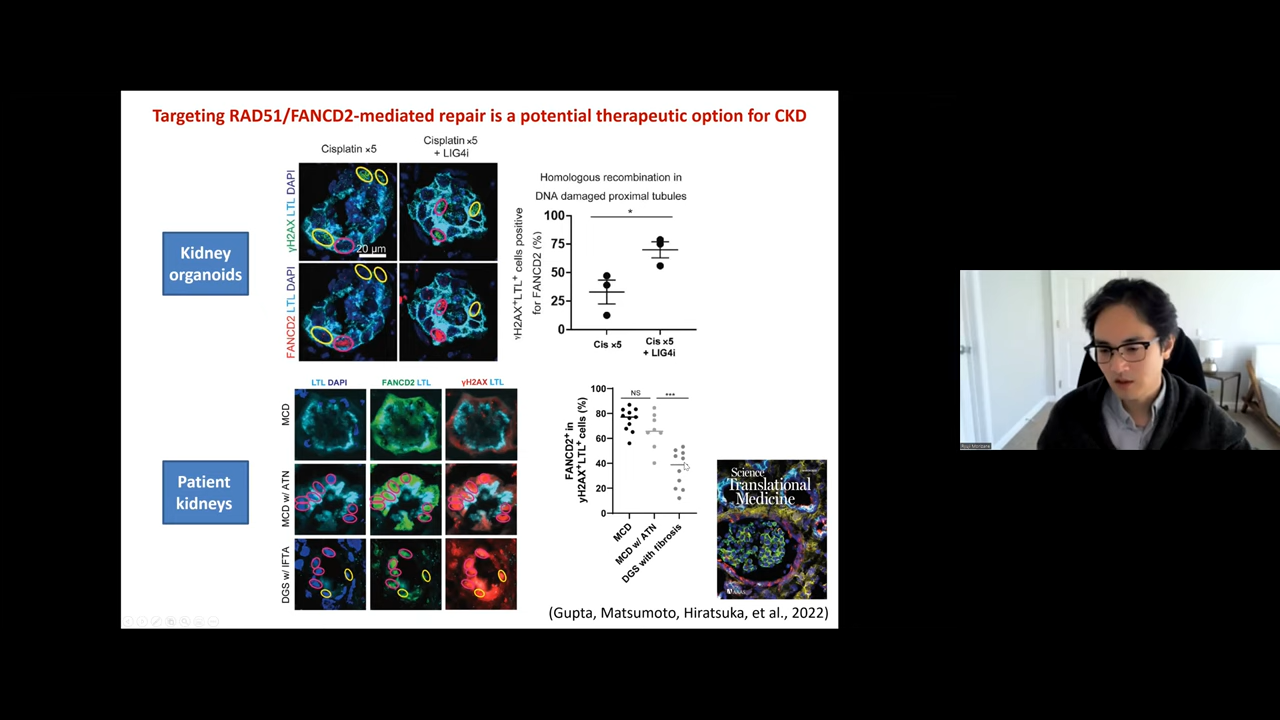 Targeting RAD51/FANCD2-mediated repair is a potential therapeutic option for CKD
Cisplatin ×5
Cisplatin ×5
+ LIG4i
γH2AX LTL DAPI
FANCD2 LTL DAPI
20 µm
Kidney
organoids
Homologous recombination in
DNA damaged proximal tubules
*
γH2AX⁺LTL⁺ cells positive
for FANCD2 (%)
100
75
50
25
0
Cis ×5
Cis ×5
+ LIG4i
Patient
kidneys
LTL DAPI
FANCD2 LTL
γH2AX LTL
MCD
MCD w/ ATN
DGS w/ IFTA
FANCD2⁺ in
γH2AX⁺LTL⁺ cells (%)
100
80
60
40
20
0
NS
***
MCD
MCD w/ ATN
DGS with fibrosis
Science
Translational
Medicine
AAAS
(Gupta, Matsumoto, Hiratsuka, et al., 2022)